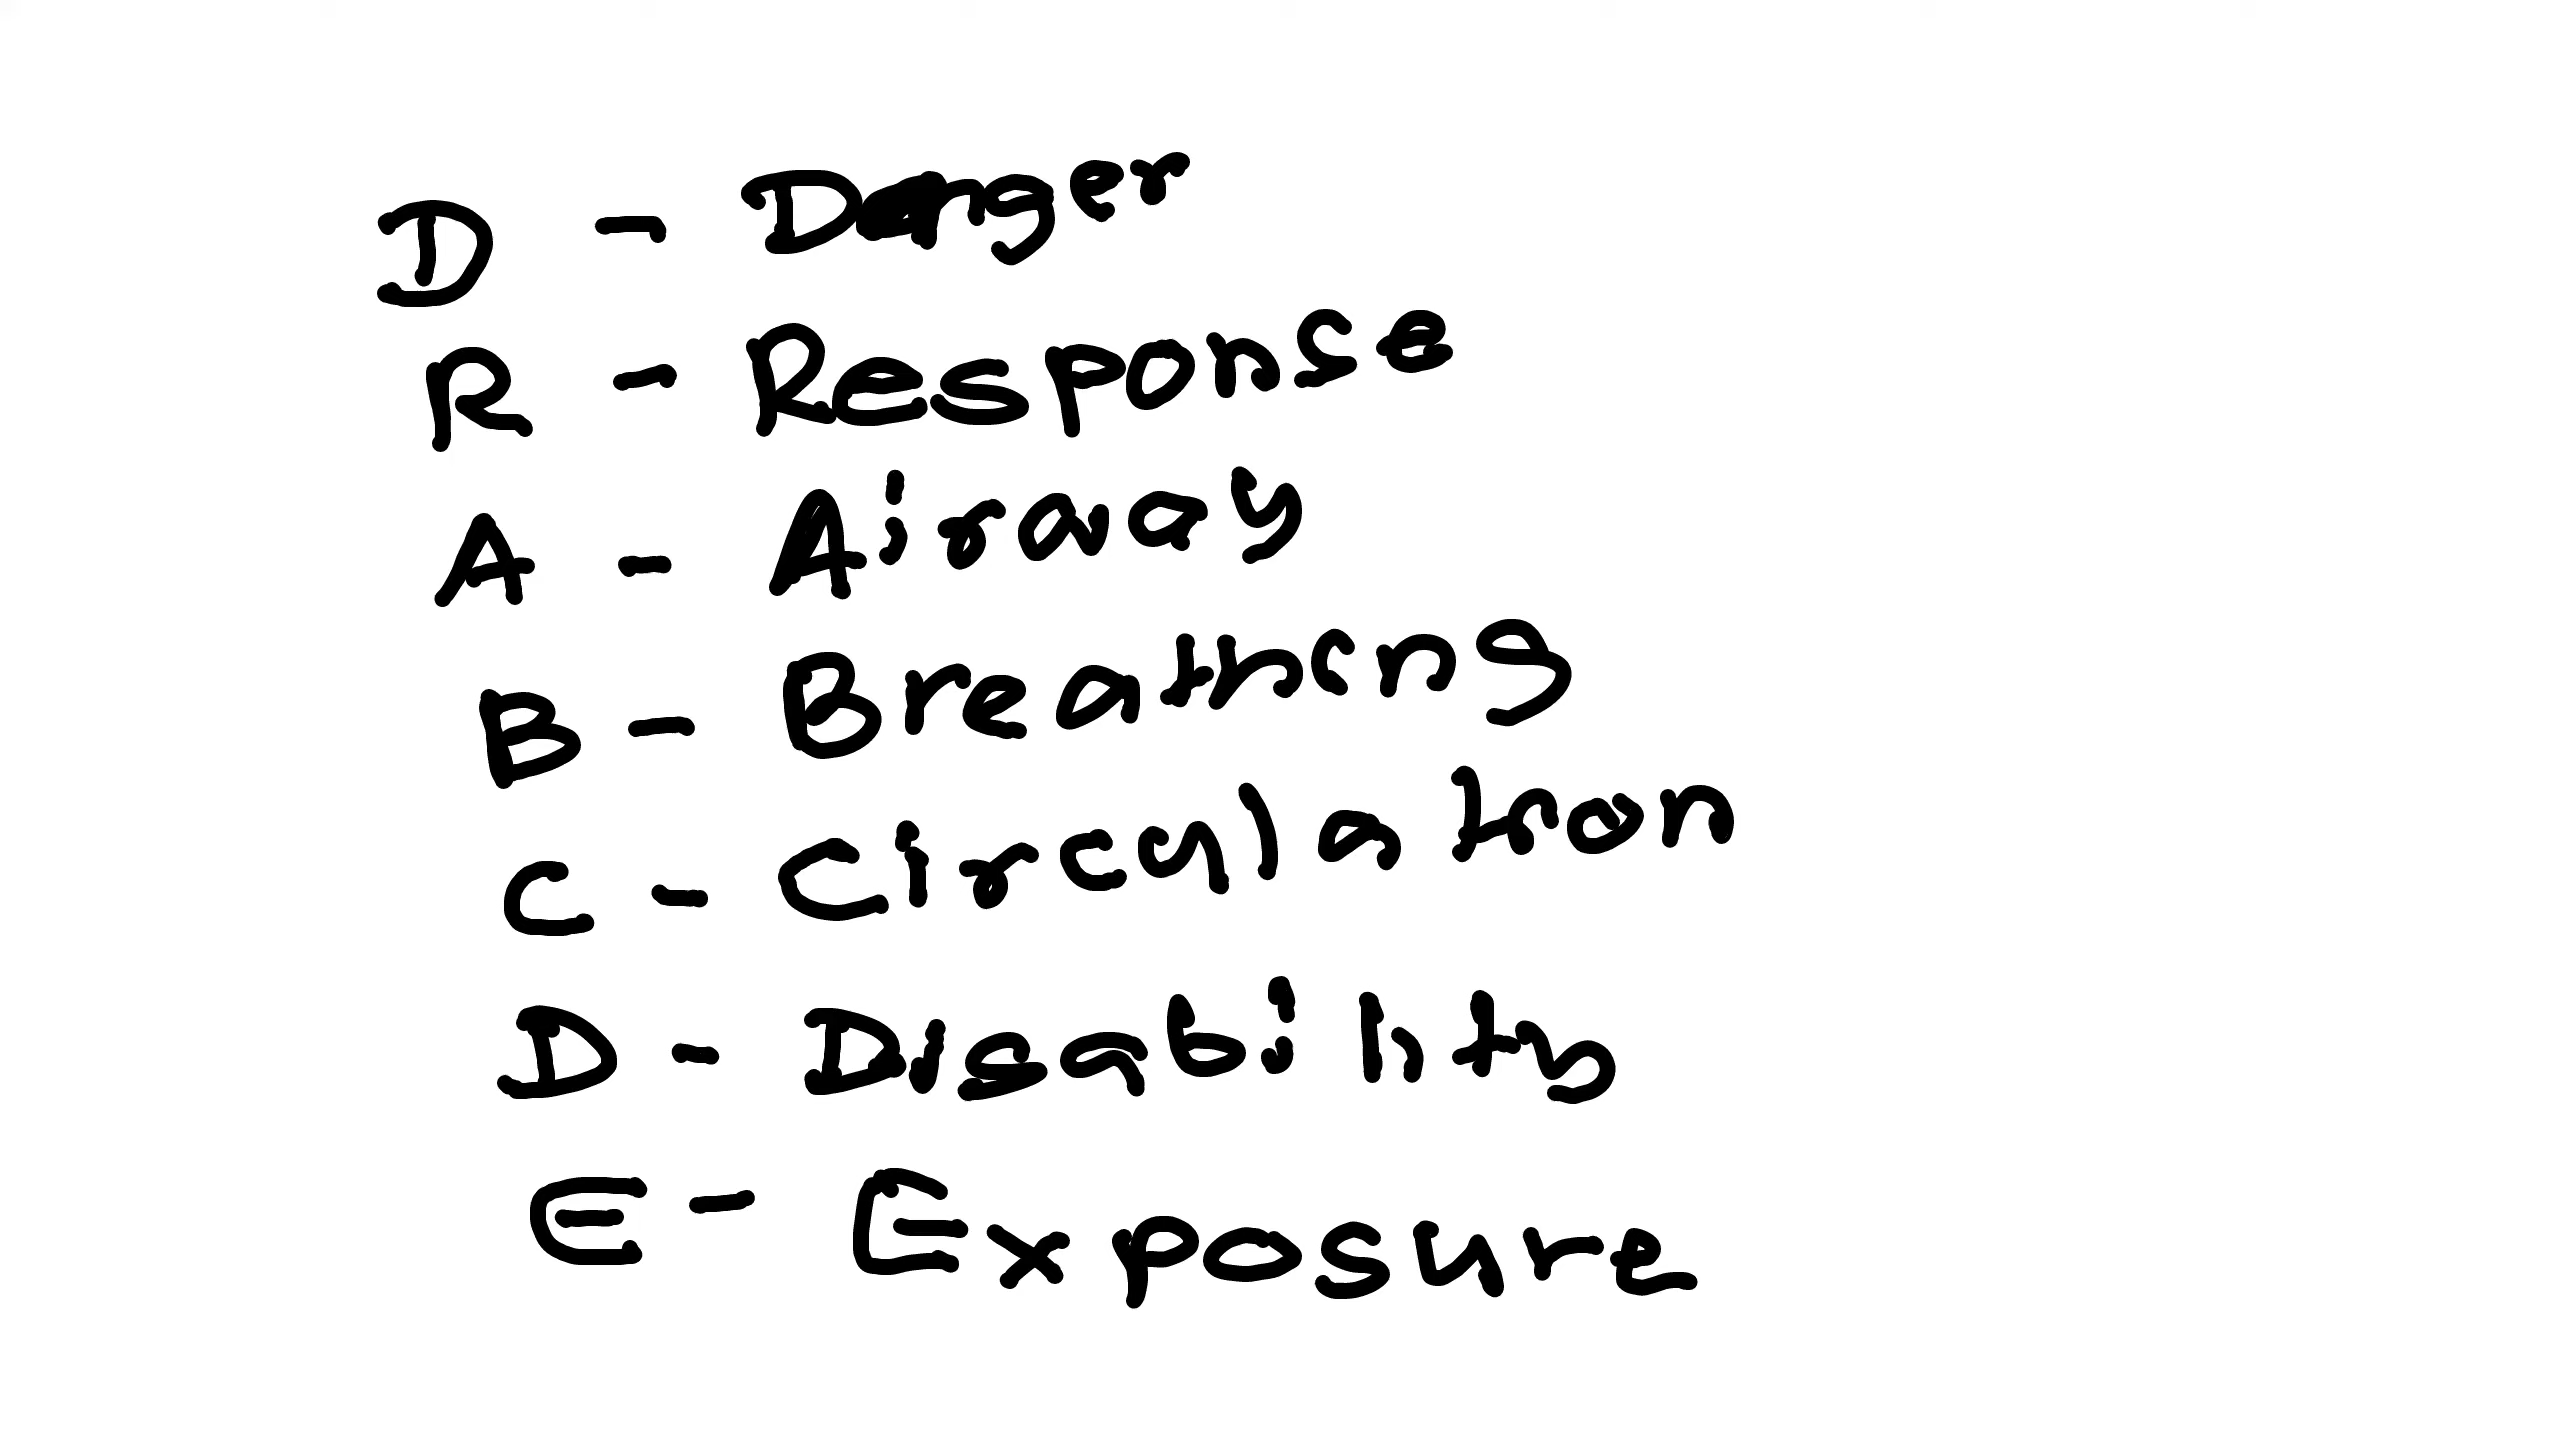 D - Danger
R - Response
A - Airway
B - Breathing
C - Circulation
D - Disability
E - Exposure